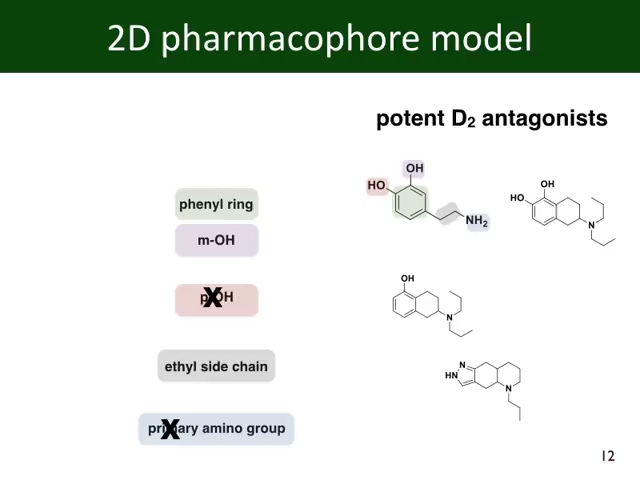 2D pharmacophore model
potent D₂ antagonists
phenyl ring
m-OH
p-OH
X
ethyl side chain
primary amino group
X
HO
OH
NH₂
OH
HO
N
OH
N
N
HN
N
12